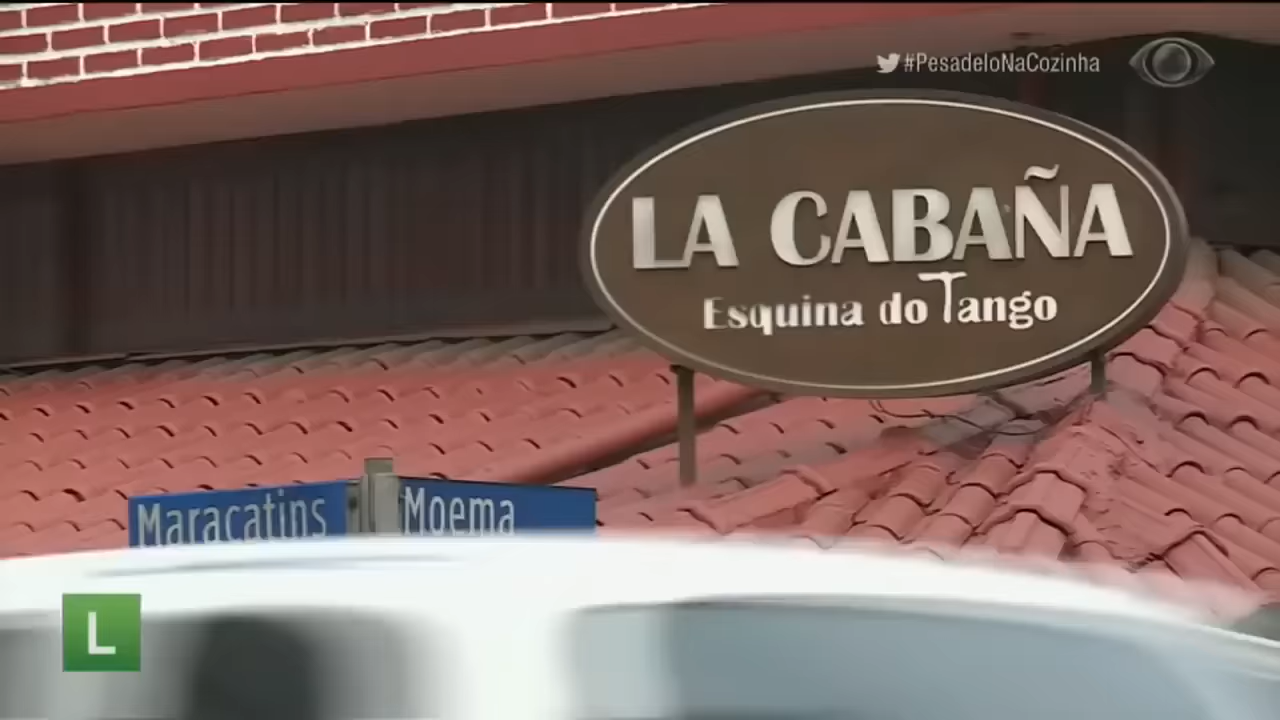 #PesadeloNaCozinha
LA CABAÑA
Esquina do Tango
Maracatins
Moema
L